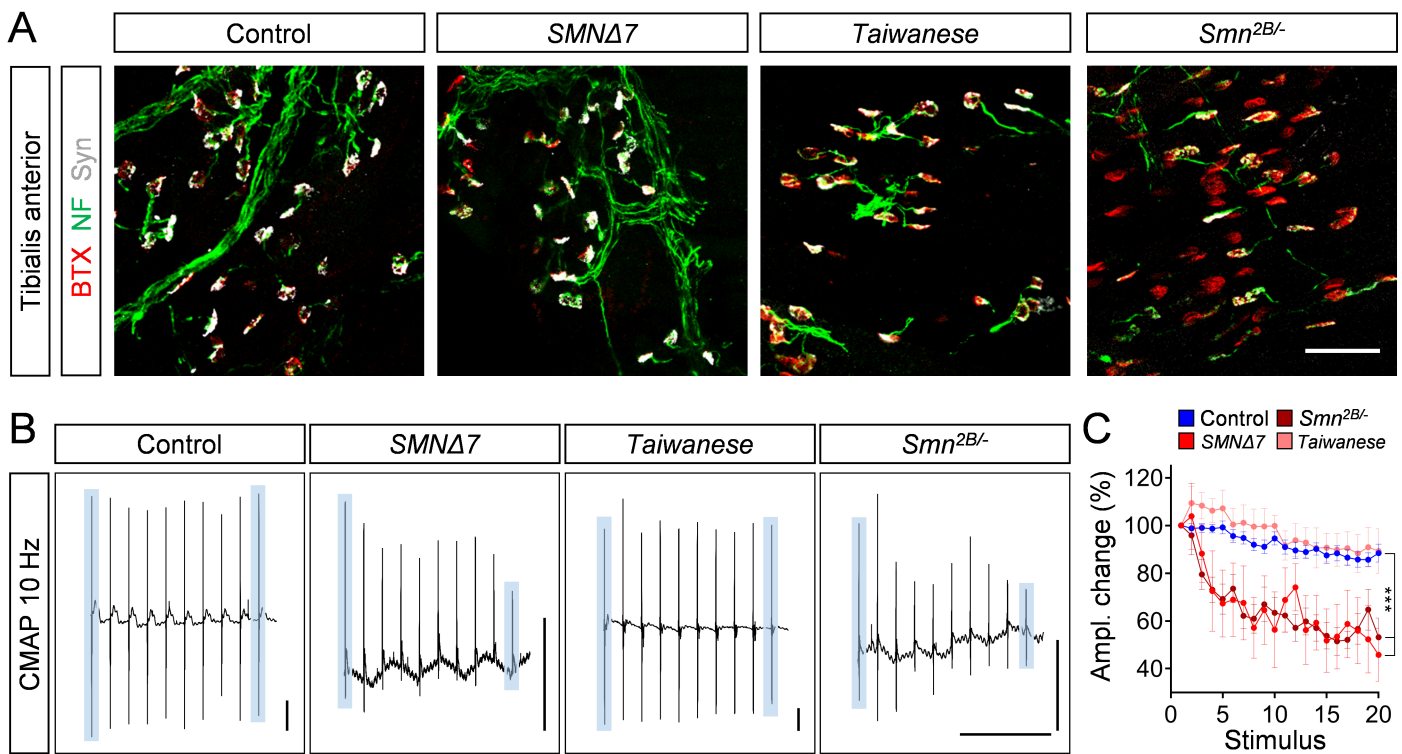 A
Control
SMNΔ7
Taiwanese
Smn2B/-
Tibialis anterior
BTX NF Syn
B
Control
SMNΔ7
Taiwanese
Smn2B/-
CMAP 10 Hz
C
Control
Smn2B/-
SMNΔ7
Taiwanese
Ampl. change (%)
120
100
80
60
40
***
0
5
10
15
20
Stimulus